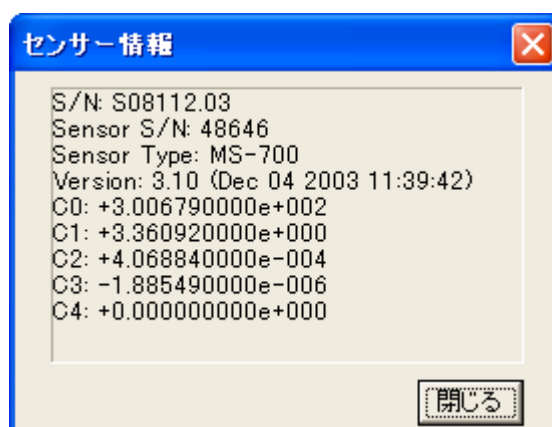 センサー情報
S/N: S08112.03
Sensor S/N: 48646
Sensor Type: MS-700
Version: 3.10 (Dec 04 2003 11:39:42)
C0: +3.006790000e+002
C1: +3.360920000e+000
C2: +4.068840000e-004
C3: -1.885490000e-006
C4: +0.000000000e+000
閉じる